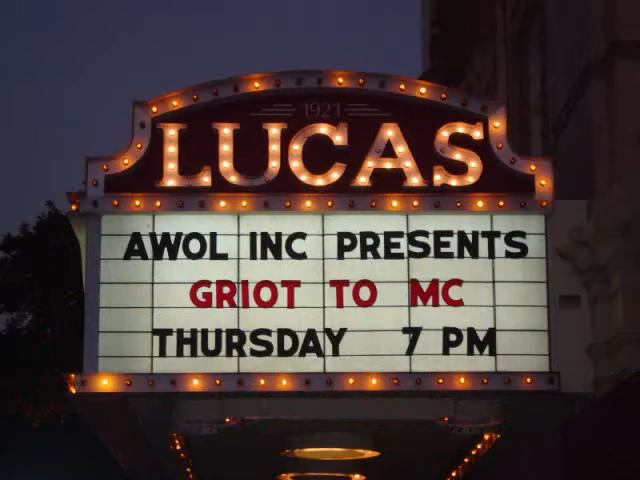 1921
LUCAS
AWOL INC PRESENTS
GRIOT TO MC
THURSDAY 7 PM